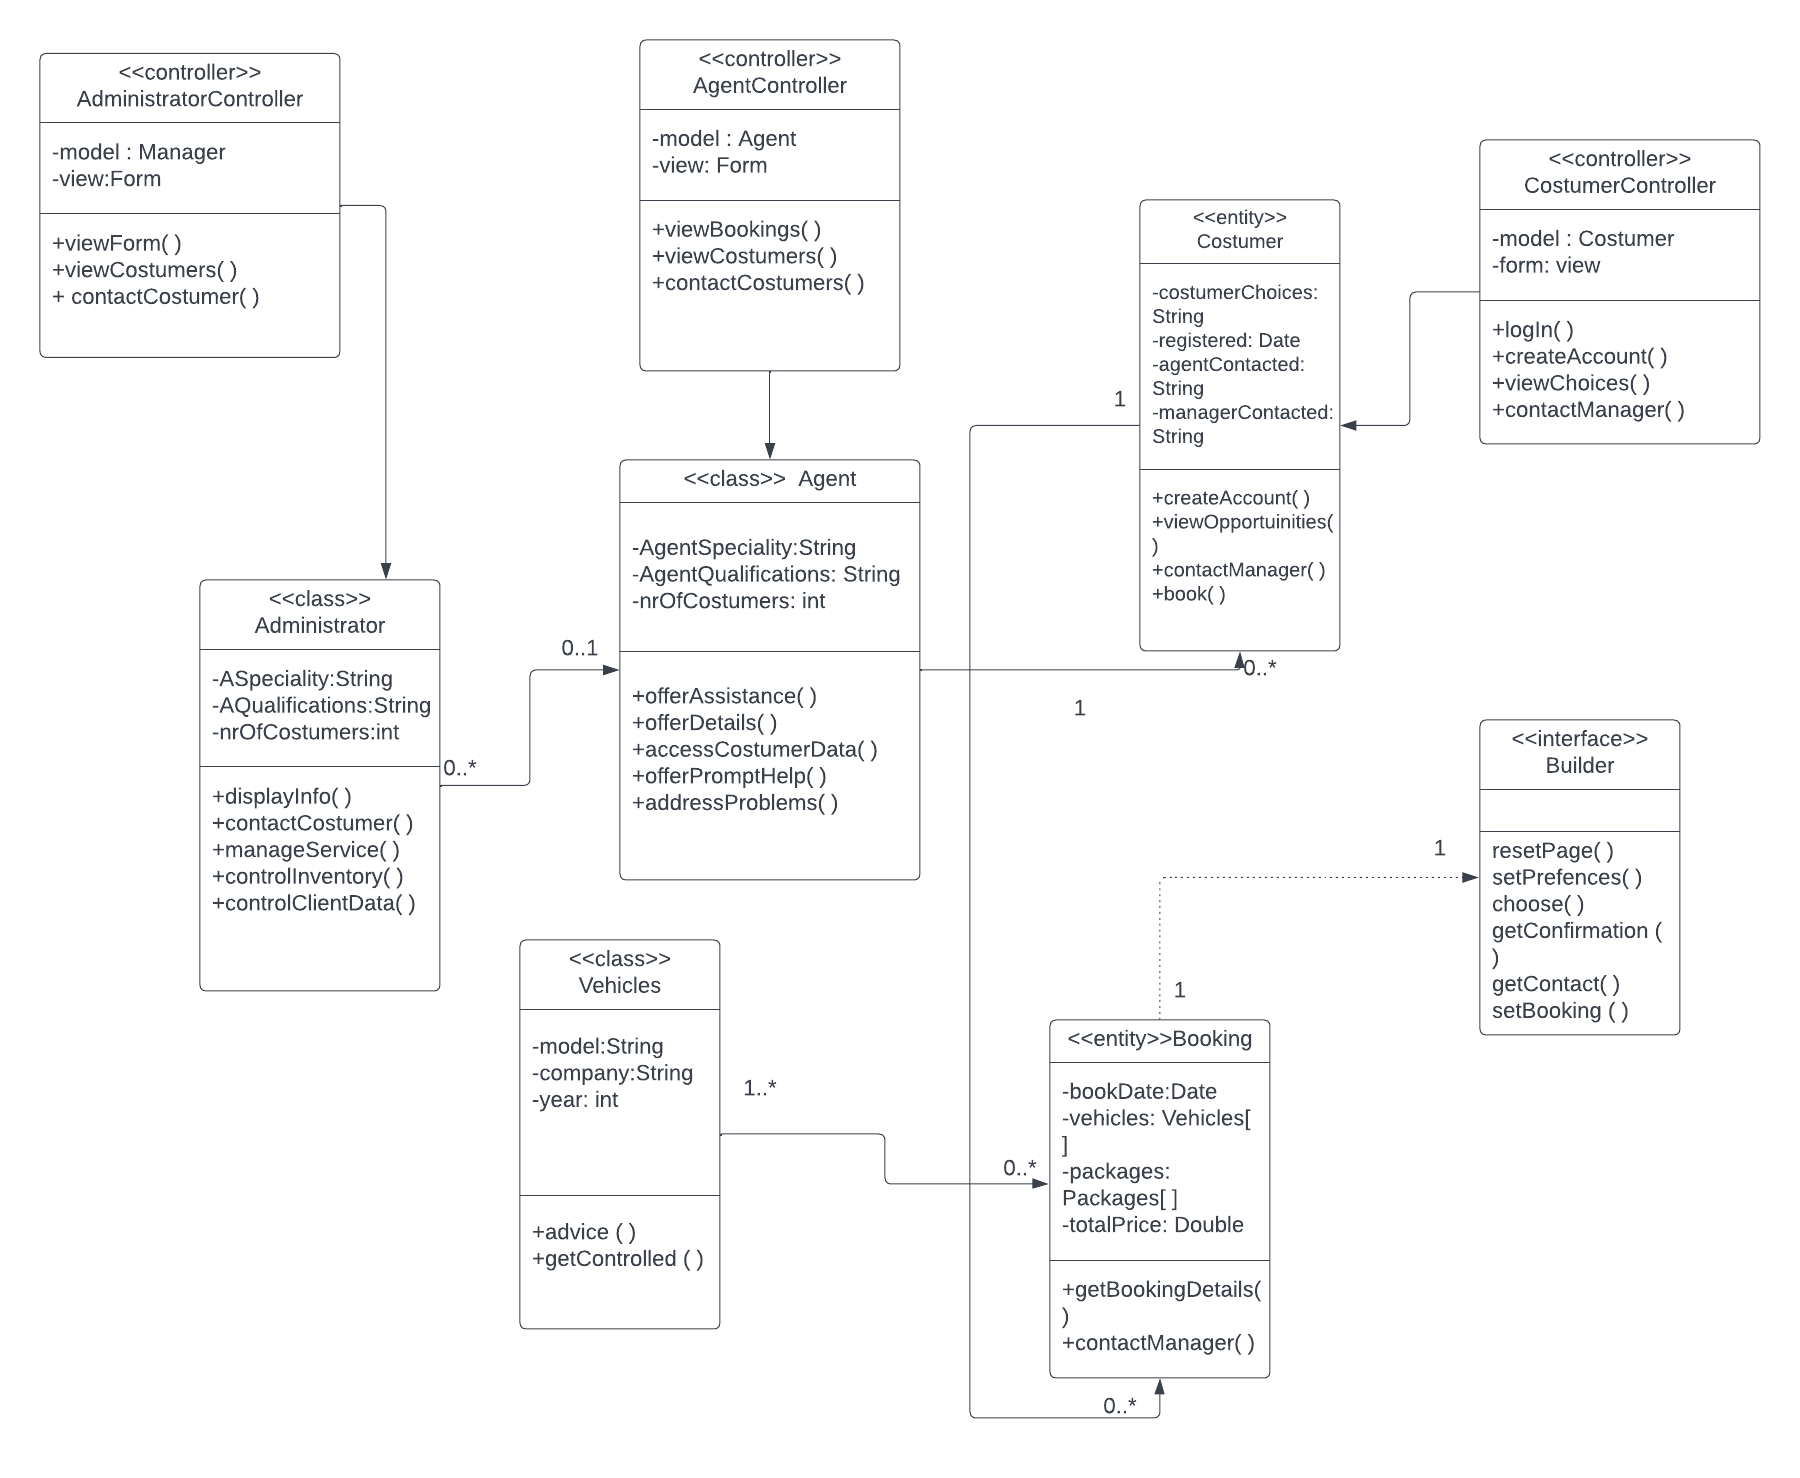 <<controller>>
AdministratorController
-model : Manager
-view:Form
+viewForm( )
+viewCostumers( )
+ contactCostumer( )
<<controller>>
AgentController
-model : Agent
-view: Form
+viewBookings( )
+viewCostumers( )
+contactCostumers( )
<<entity>>
Costumer
-costumerChoices:
String
-registered: Date
-agentContacted:
String
-managerContacted:
String
+createAccount( )
+viewOpportuinities(
)
+contactManager( )
+book( )
<<controller>>
CostumerController
-model : Costumer
-form: view
+logIn( )
+createAccount( )
+viewChoices( )
+contactManager( )
1
<<class>>  Agent
-AgentSpeciality:String
-AgentQualifications: String
-nrOfCostumers: int
+offerAssistance( )
+offerDetails( )
+accessCostumerData( )
+offerPromptHelp( )
+addressProblems( )
<<class>>
Administrator
-ASpeciality:String
-AQualifications:String
-nrOfCostumers:int
+displayInfo( )
+contactCostumer( )
+manageService( )
+controlInventory( )
+controlClientData( )
0..1
0..*
0..*
1
<<interface>>
Builder
resetPage( )
setPrefences( )
choose( )
getConfirmation (
)
getContact( )
setBooking ( )
1
1
<<class>>
Vehicles
-model:String
-company:String
-year: int
+advice ( )
+getControlled ( )
1..*
0..*
<<entity>>Booking
-bookDate:Date
-vehicles: Vehicles[
]
-packages:
Packages[ ]
-totalPrice: Double
+getBookingDetails(
)
+contactManager( )
0..*